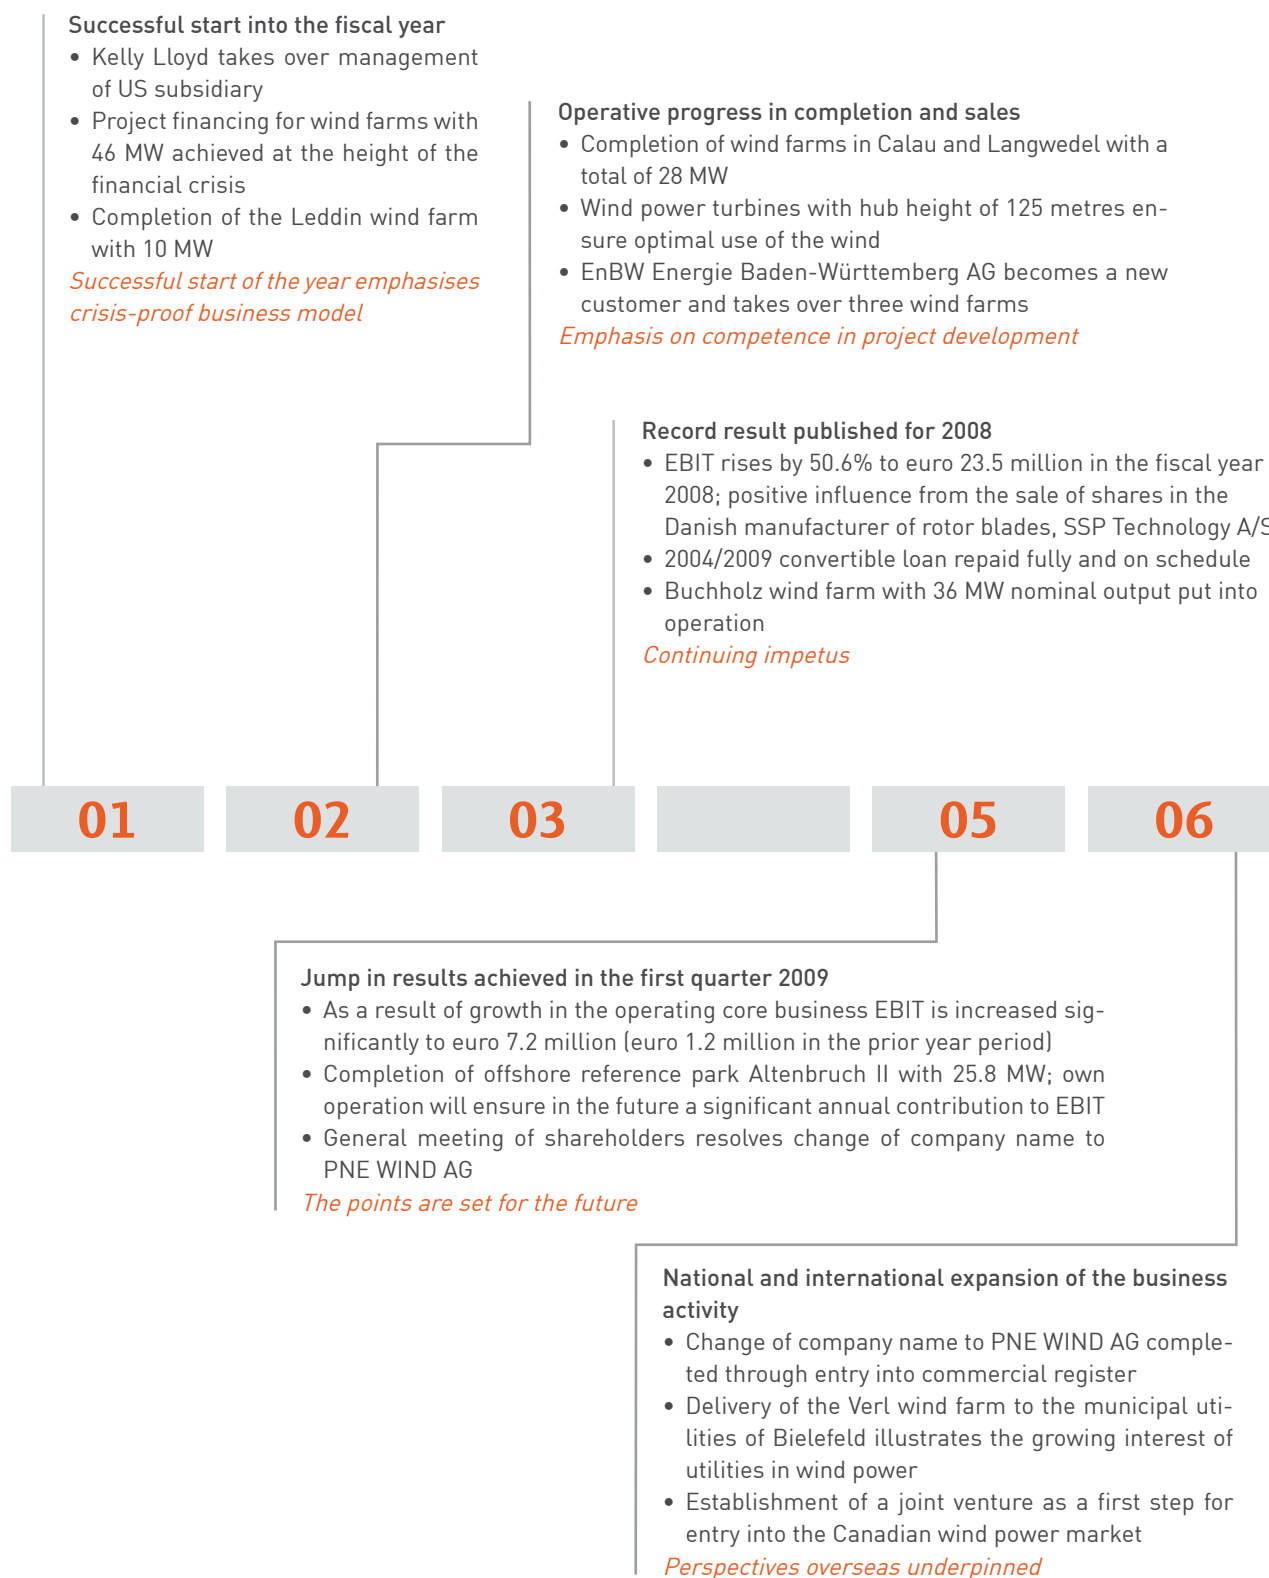 Successful start into the fiscal year
• Kelly Lloyd takes over management
of US subsidiary
• Project financing for wind farms with
46 MW achieved at the height of the
financial crisis
• Completion of the Leddin wind farm
with 10 MW
Successful start of the year emphasises
crisis-proof business model
Operative progress in completion and sales
• Completion of wind farms in Calau and Langwedel with a
total of 28 MW
• Wind power turbines with hub height of 125 metres en-
sure optimal use of the wind
• EnBW Energie Baden-Württemberg AG becomes a new
customer and takes over three wind farms
Emphasis on competence in project development
Record result published for 2008
• EBIT rises by 50.6% to euro 23.5 million in the fiscal year
2008; positive influence from the sale of shares in the
Danish manufacturer of rotor blades, SSP Technology A/S
• 2004/2009 convertible loan repaid fully and on schedule
• Buchholz wind farm with 36 MW nominal output put into
operation
Continuing impetus
01 02 03 05 06
Jump in results achieved in the first quarter 2009
• As a result of growth in the operating core business EBIT is increased sig-
nificantly to euro 7.2 million (euro 1.2 million in the prior year period)
• Completion of offshore reference park Altenbruch II with 25.8 MW; own
operation will ensure in the future a significant annual contribution to EBIT
• General meeting of shareholders resolves change of company name to
PNE WIND AG
The points are set for the future
National and international expansion of the business
activity
• Change of company name to PNE WIND AG comple-
ted through entry into commercial register
• Delivery of the Verl wind farm to the municipal uti-
lities of Bielefeld illustrates the growing interest of
utilities in wind power
• Establishment of a joint venture as a first step for
entry into the Canadian wind power market
Perspectives overseas underpinned